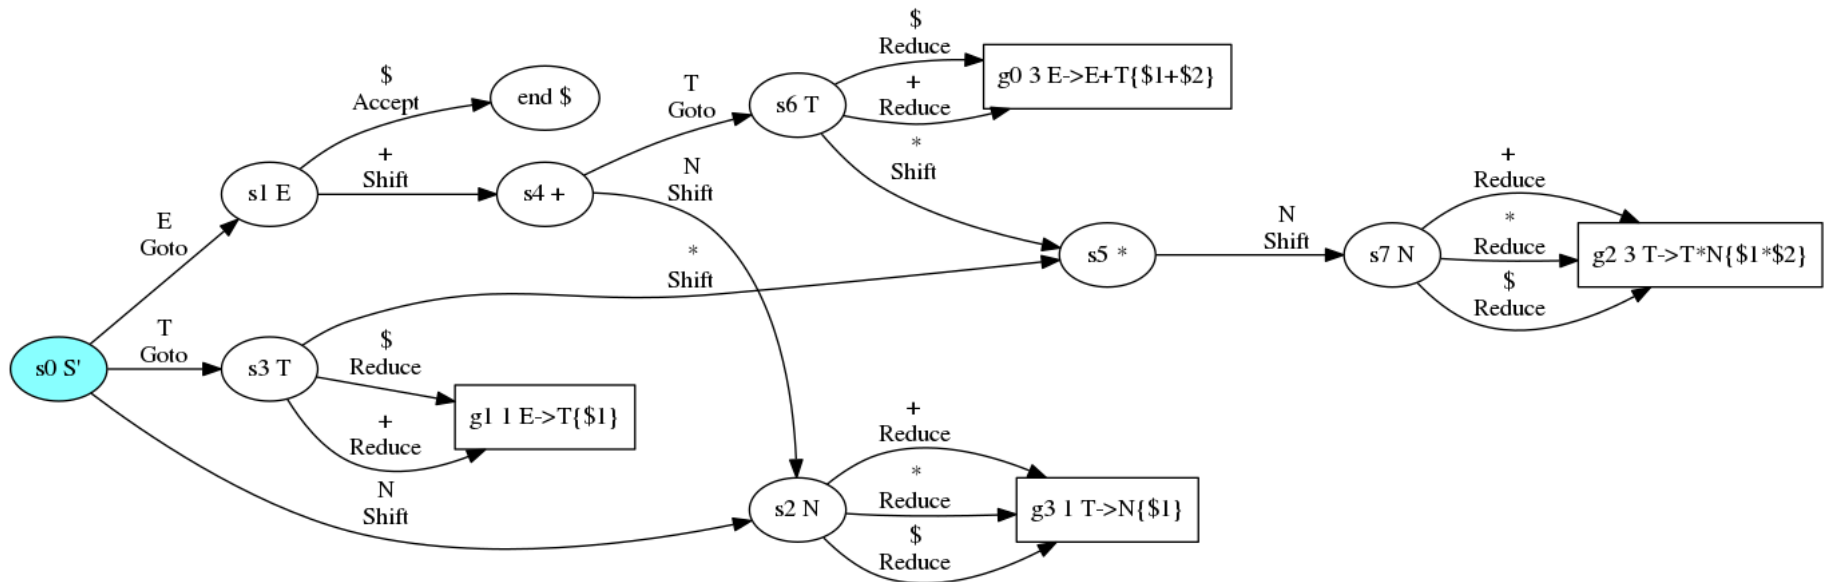 $
Reduce
g0 3 E->E+T{$1+$2}
+
Reduce
s6 T
T
Goto
$
Accept
end $
*
Shift
+
Shift
s1 E
s4 +
N
Shift
+
Reduce
E
Goto
*
Shift
s5 *
N
Shift
s7 N
*
Reduce
g2 3 T->T*N{$1*$2}
$
Reduce
s0 S'
T
Goto
s3 T
$
Reduce
g1 1 E->T{$1}
+
Reduce
N
Shift
+
Reduce
s2 N
*
Reduce
g3 1 T->N{$1}
$
Reduce